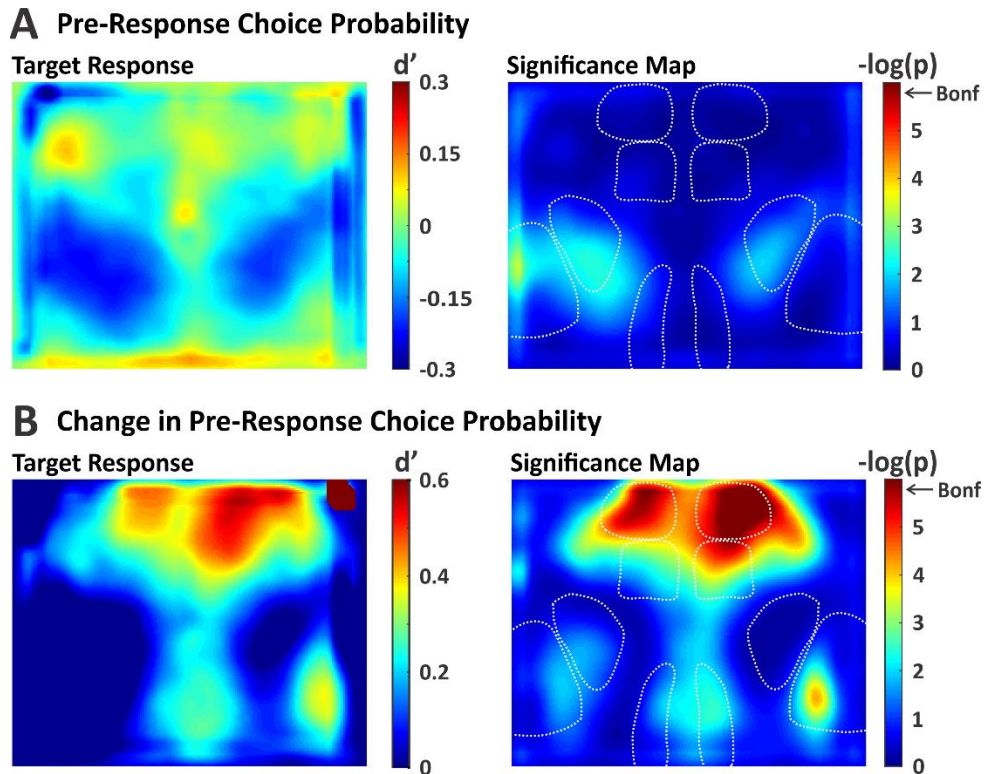 A Pre-Response Choice Probability
Target Response d'
Significance Map -log(p)
0.3
0.15
0
-0.15
-0.3
← Bonf
5
4
3
2
1
0
B Change in Pre-Response Choice Probability
Target Response d'
Significance Map -log(p)
0.6
0.4
0.2
0
← Bonf
5
4
3
2
1
0